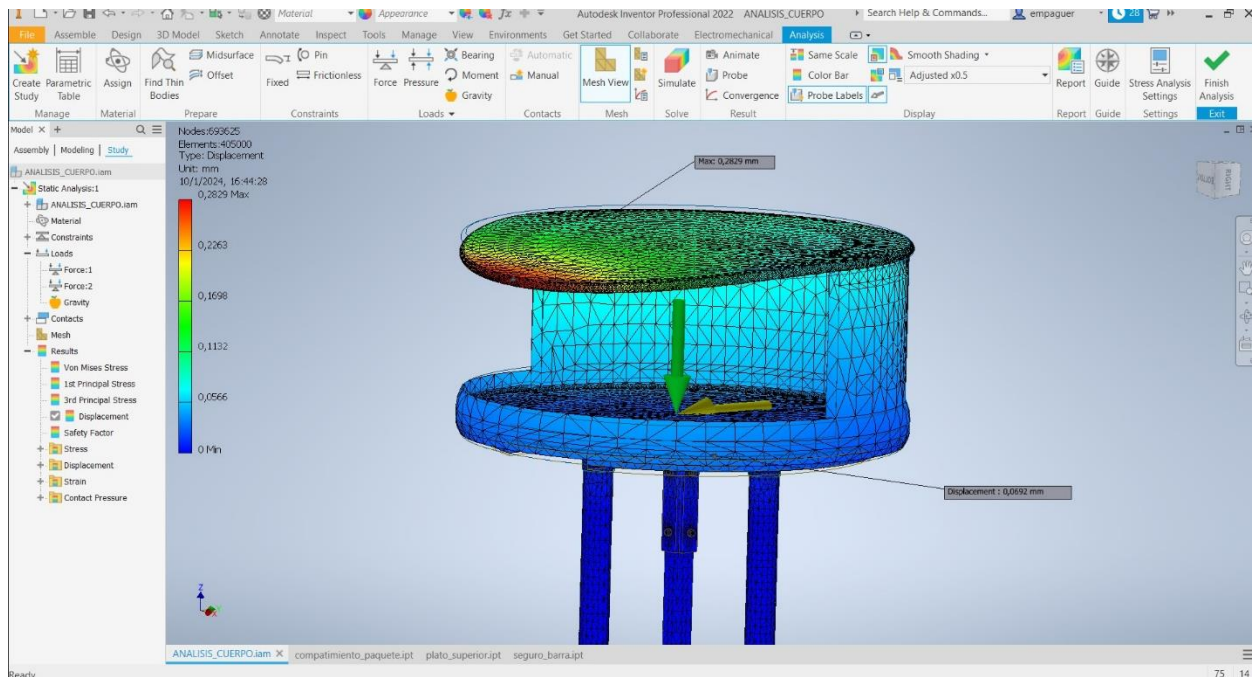 Material
Appearance
Autodesk Inventor Professional 2022 ANALISIS_CUERPO
Search Help & Commands...
empaguer
28
File Assemble Design 3D Model Sketch Annotate Inspect Tools Manage View Environments Get Started Collaborate Electromechanical Analysis
Midsurface
Pin
Bearing
Automatic
Animate
Same Scale
Smooth Shading
Offset
Frictionless
Moment
Manual
Probe
Color Bar
Adjusted x0.5
Gravity
Convergence
Probe Labels
Create Study
Parametric Table
Assign
Find Thin Bodies
Fixed
Force Pressure
Mesh View
Simulate
Report
Guide
Stress Analysis Settings
Finish Analysis
Manage Material Prepare Constraints Loads Contacts Mesh Solve Result Display Report Guide Settings Exit
Model
Assembly | Modeling | Study
ANALISIS_CUERPO.iam
Static Analysis:1
ANALISIS_CUERPO.iam
Material
Constraints
Loads
Force:1
Force:2
Gravity
Contacts
Mesh
Results
Von Mises Stress
1st Principal Stress
3rd Principal Stress
Displacement
Safety Factor
Stress
Displacement
Strain
Contact Pressure
Nodes:693625
Elements:405000
Type: Displacement
Unit: mm
10/1/2024, 16:44:28
0,2829 Max
0,2263
0,1698
0,1132
0,0566
0 Min
Max: 0,2829 mm
Displacement : 0,0692 mm
RIGHT
Z
ANALISIS_CUERPO.iam compatimiento_paquete.ipt plato_superior.ipt seguro_barra.ipt
Ready
75 14